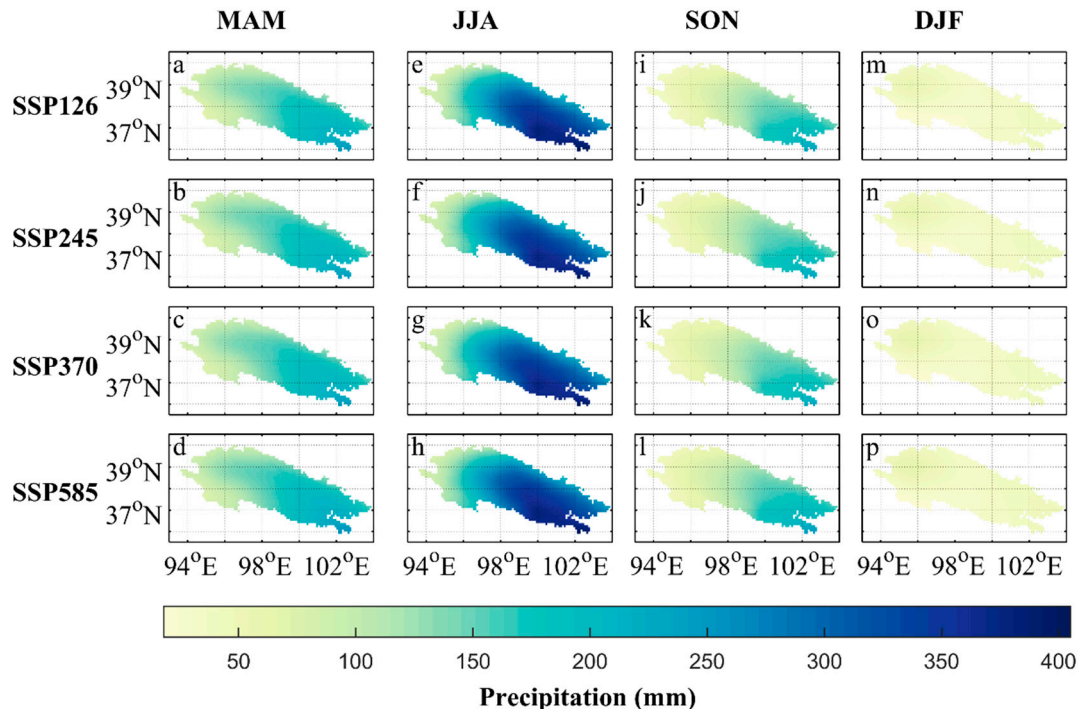 MAM JJA SON DJF
a e i m
SSP126 39°N
37°N
b f j n
SSP245 39°N
37°N
c g k o
SSP370 39°N
37°N
d h l p
SSP585 39°N
37°N
94°E 98°E 102°E 94°E 98°E 102°E 94°E 98°E 102°E 94°E 98°E 102°E
50 100 150 200 250 300 350 400
Precipitation (mm)